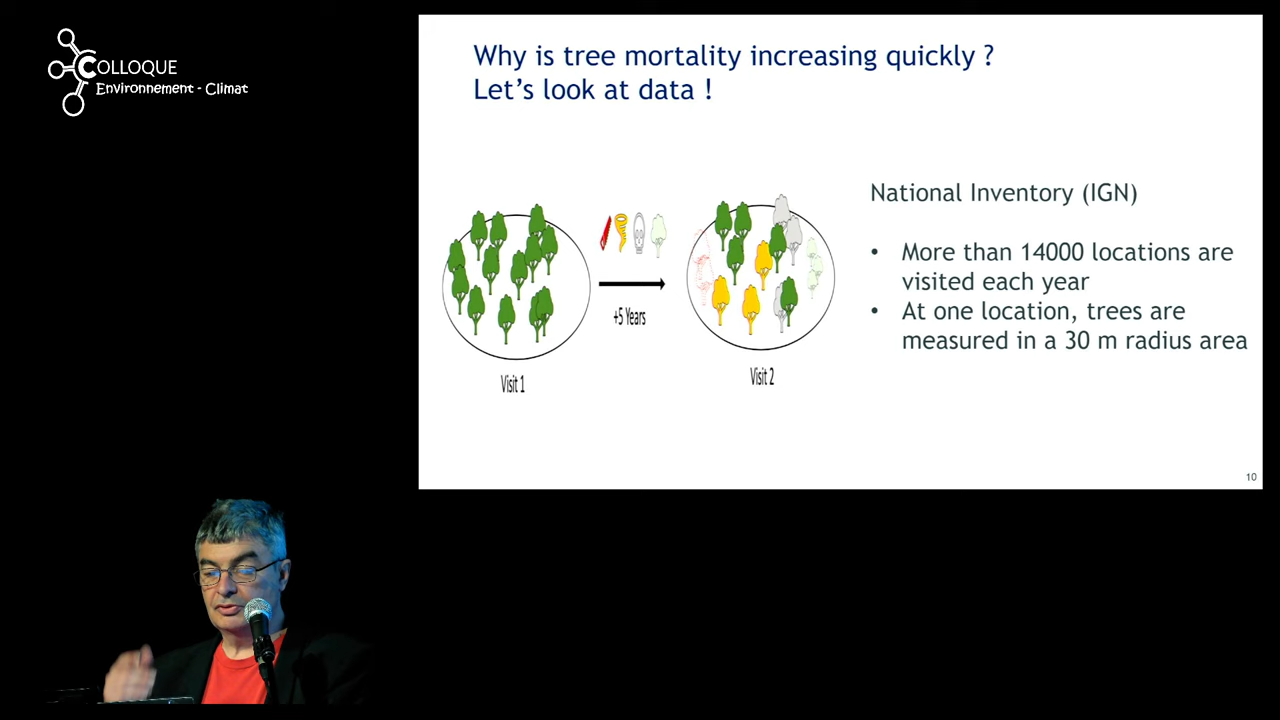 COLLOQUE
Environnement - Climat
Why is tree mortality increasing quickly ?
Let's look at data !
National Inventory (IGN)
• More than 14000 locations are
visited each year
• At one location, trees are
measured in a 30 m radius area
+5 Years
Visit 1
Visit 2
10